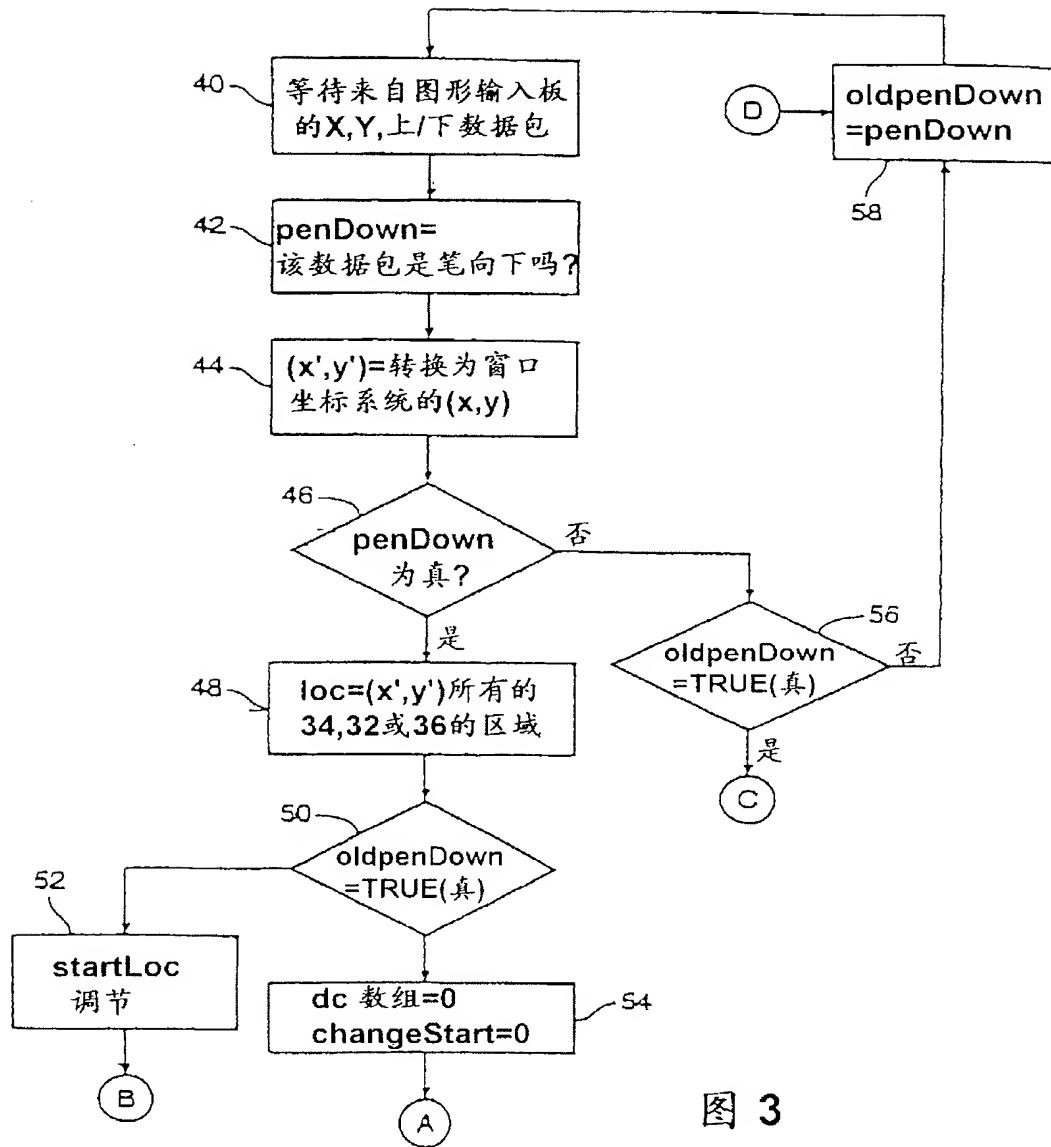 40
等待来自图形输入板
的X,Y,上/下数据包
42
penDown=
该数据包是笔向下吗?
44
(x',y')=转换为窗口
坐标系统的(x,y)
46
penDown
为真?
否
是
48
loc=(x',y')所有的
34,32或36的区域
50
oldpenDown
=TRUE(真)
52
startLoc
调节
B
dc 数组=0
changeStart=0
54
A
56
oldpenDown
=TRUE(真)
否
是
C
D
oldpenDown
=penDown
58
图 3